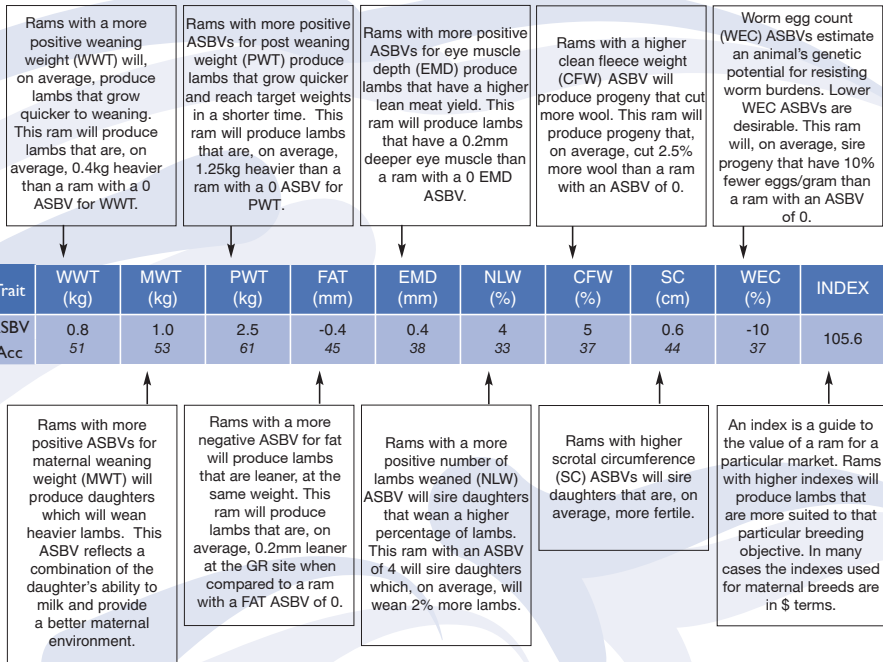 Rams with a more
positive weaning
weight (WWT) will,
on average, produce
lambs that grow
quicker to weaning.
This ram will produce
lambs that are, on
average, 0.4kg heavier
than a ram with a 0
ASBV for WWT.
Rams with more positive
ASBVs for post weaning
weight (PWT) produce
lambs that grow quicker
and reach target weights
in a shorter time. This
ram will produce lambs
that are, on average,
1.25kg heavier than a
ram with a 0 ASBV for
PWT.
Rams with more positive
ASBVs for eye muscle
depth (EMD) produce
lambs that have a higher
lean meat yield. This
ram will produce lambs
that have a 0.2mm
deeper eye muscle than
a ram with a 0 EMD
ASBV.
Rams with a higher
clean fleece weight
(CFW) ASBV will
produce progeny that cut
more wool. This ram will
produce progeny that,
on average, cut 2.5%
more wool than a ram
with an ASBV of 0.
Worm egg count
(WEC) ASBVs estimate
an animal's genetic
potential for resisting
worm burdens. Lower
WEC ASBVs are
desirable. This ram
will, on average, sire
progeny that have 10%
fewer eggs/gram than
a ram with an ASBV
of 0.
Trait WWT (kg) MWT (kg) PWT (kg) FAT (mm) EMD (mm) NLW (%) CFW (%) SC (cm) WEC (%) INDEX
ASBV 0.8 1.0 2.5 -0.4 0.4 4 5 0.6 -10 105.6
Acc 51 53 61 45 38 33 37 44 37
Rams with more
positive ASBVs for
maternal weaning
weight (MWT) will
produce daughters
which will wean
heavier lambs. This
ASBV reflects a
combination of the
daughter's ability to
milk and provide
a better maternal
environment.
Rams with a more
negative ASBV for fat
will produce lambs
that are leaner, at
the same weight. This
ram will produce
lambs that are, on
average, 0.2mm leaner
at the GR site when
compared to a ram
with a FAT ASBV of 0.
Rams with a more
positive number of
lambs weaned (NLW)
ASBV will sire daughters
that wean a higher
percentage of lambs.
This ram with an ASBV
of 4 will sire daughters
which, on average, will
wean 2% more lambs.
Rams with higher
scrotal circumference
(SC) ASBVs will sire
daughters that are, on
average, more fertile.
An index is a guide to
the value of a ram for a
particular market. Rams
with higher indexes will
produce lambs that
are more suited to that
particular breeding
objective. In many
cases the indexes used
for maternal breeds are
in $ terms.